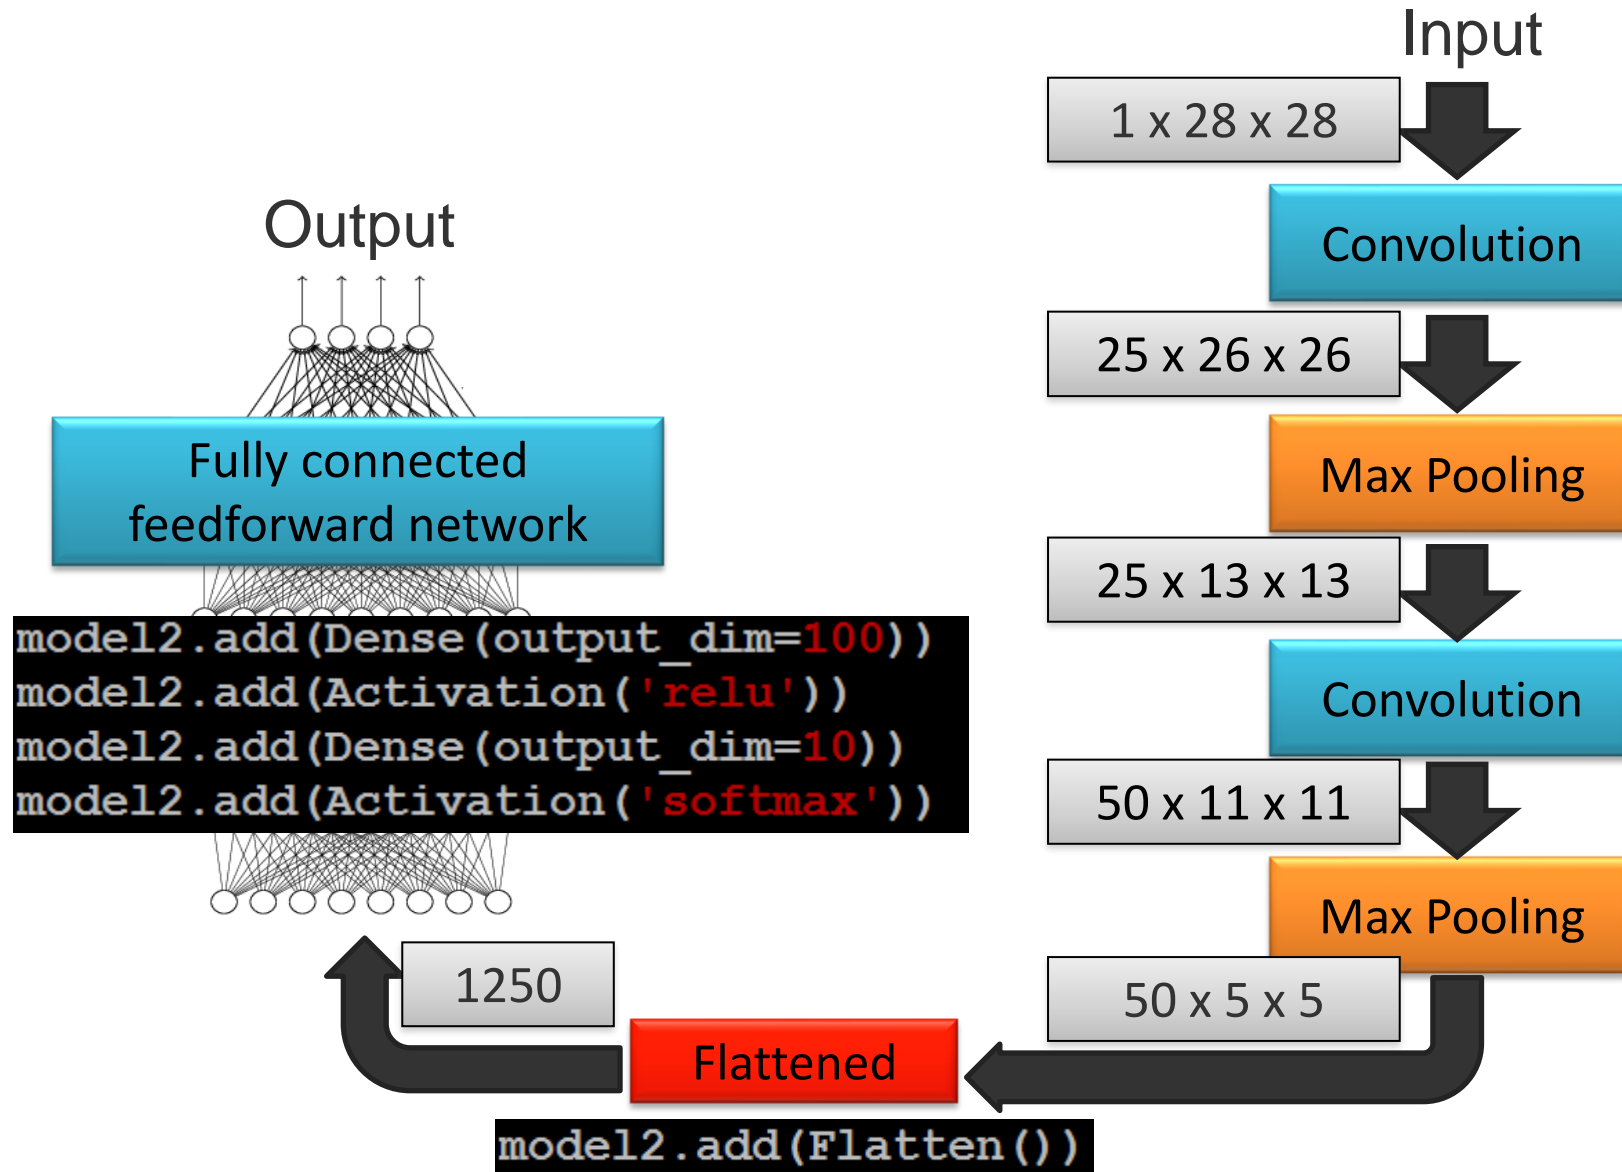 Input
1 x 28 x 28
Convolution
25 x 26 x 26
Max Pooling
25 x 13 x 13
Convolution
50 x 11 x 11
Max Pooling
50 x 5 x 5
Flattened
model2.add(Flatten())
1250
Output
Fully connected
feedforward network
model2.add(Dense(output_dim=100))
model2.add(Activation('relu'))
model2.add(Dense(output_dim=10))
model2.add(Activation('softmax'))